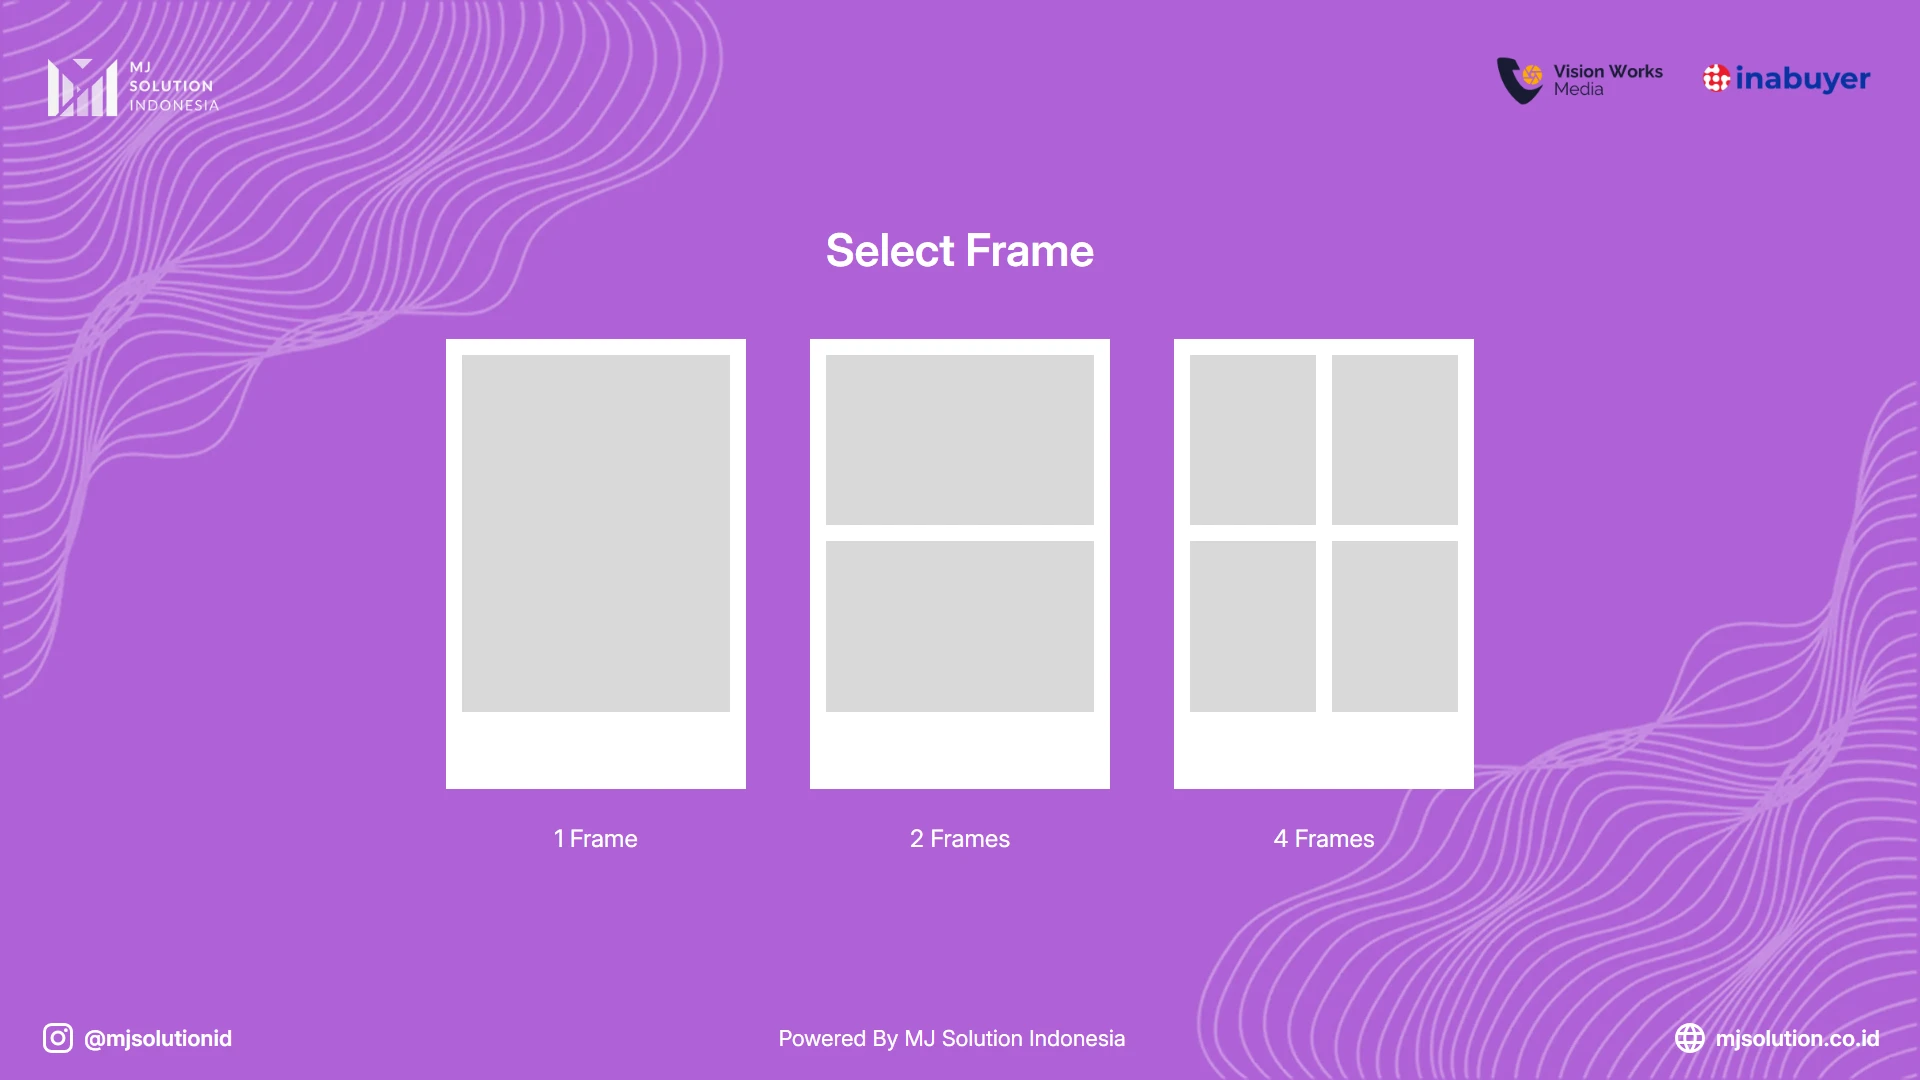 MJ
SOLUTION
INDONESIA
Vision Works
Media
inabuyer
Select Frame
1 Frame
2 Frames
4 Frames
@mjsolutionid
Powered By MJ Solution Indonesia
mjsolution.co.id